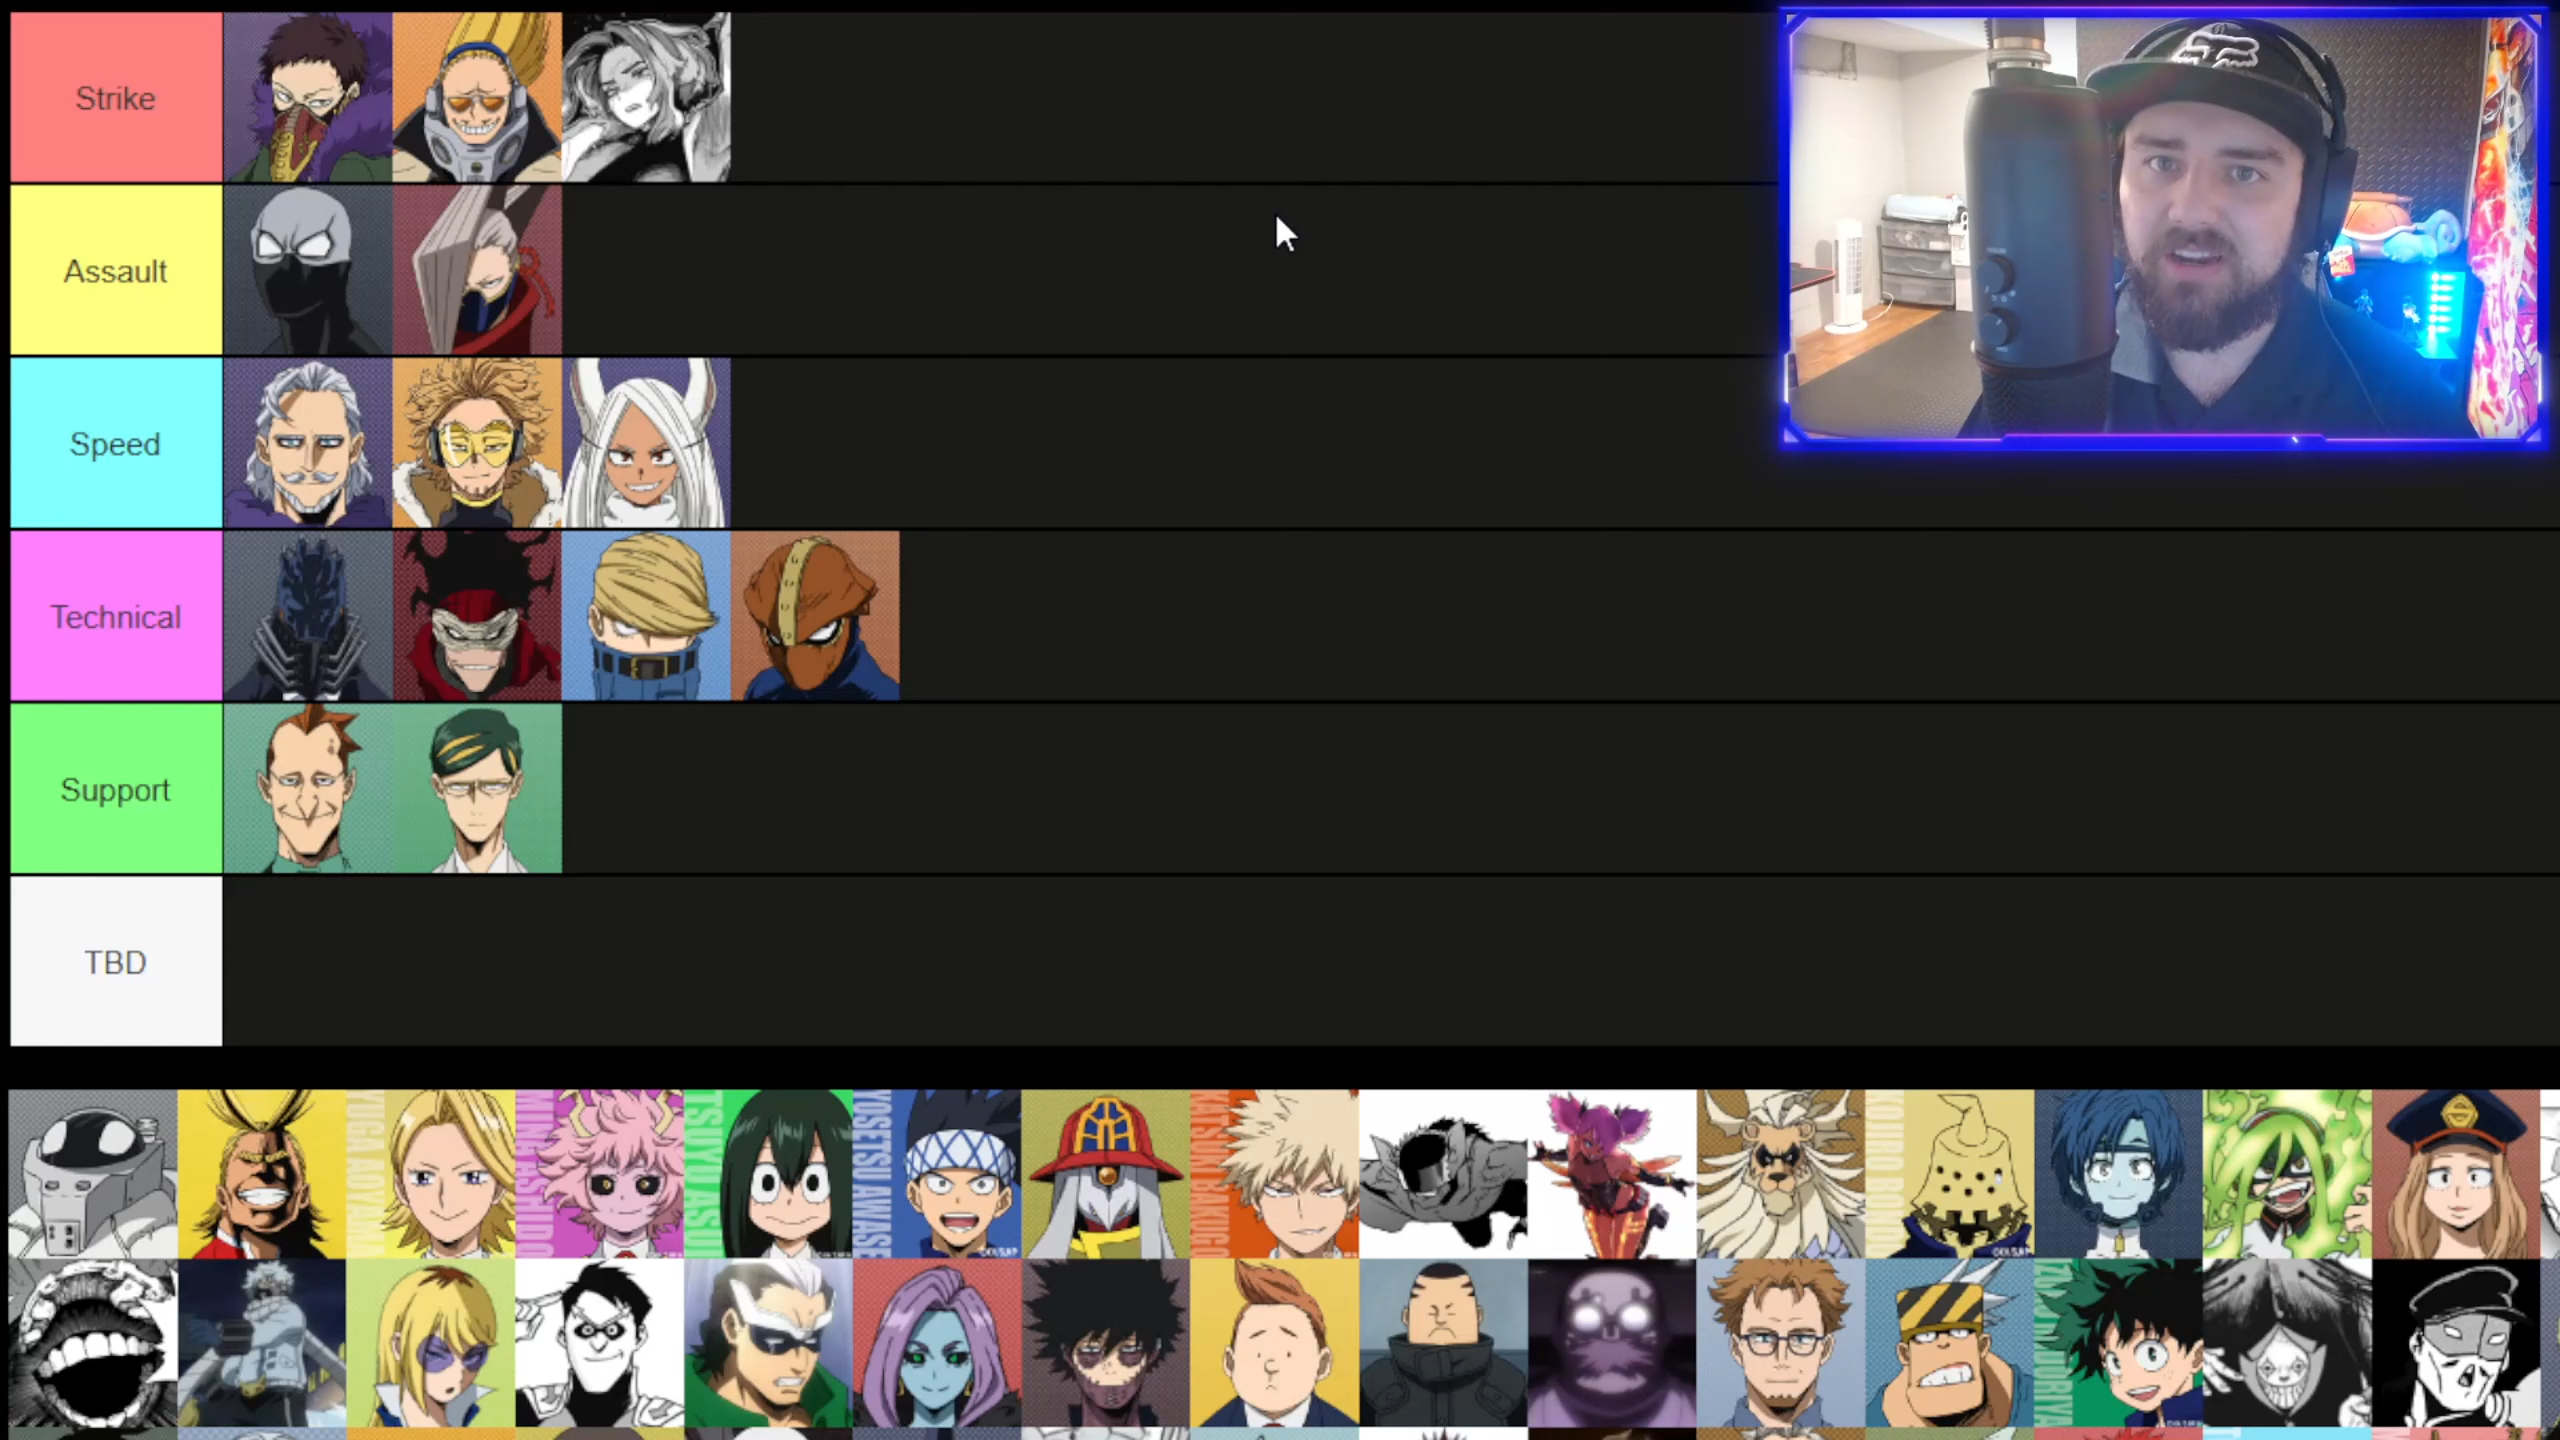 Strike
Assault
Speed
Technical
Support
TBD
YUGA AOYAMA
MINA ASHIDO
TSUYU ASUI
YOSETSU AWASE
KATSUKI BAKUGO
KOJIRO BONDO
IZUKU MIDORIYA